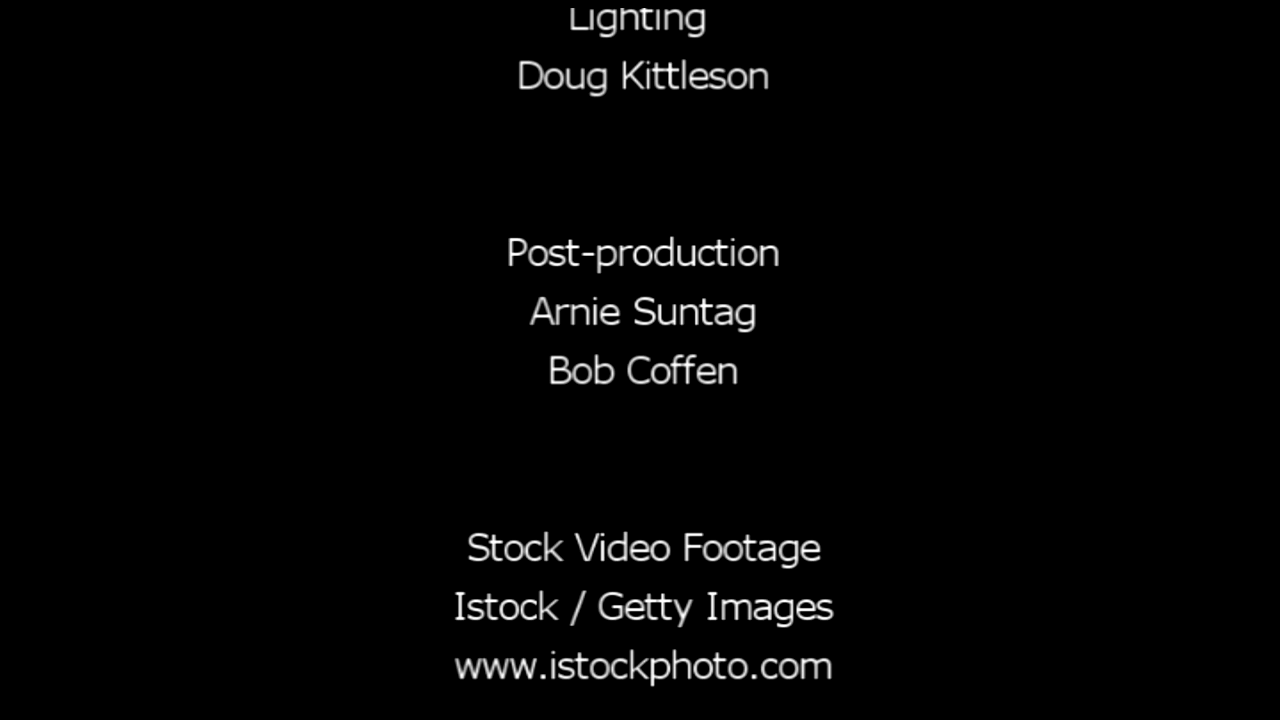 Lighting
Doug Kittleson
Post-production
Arnie Suntag
Bob Coffen
Stock Video Footage
Istock / Getty Images
www.istockphoto.com